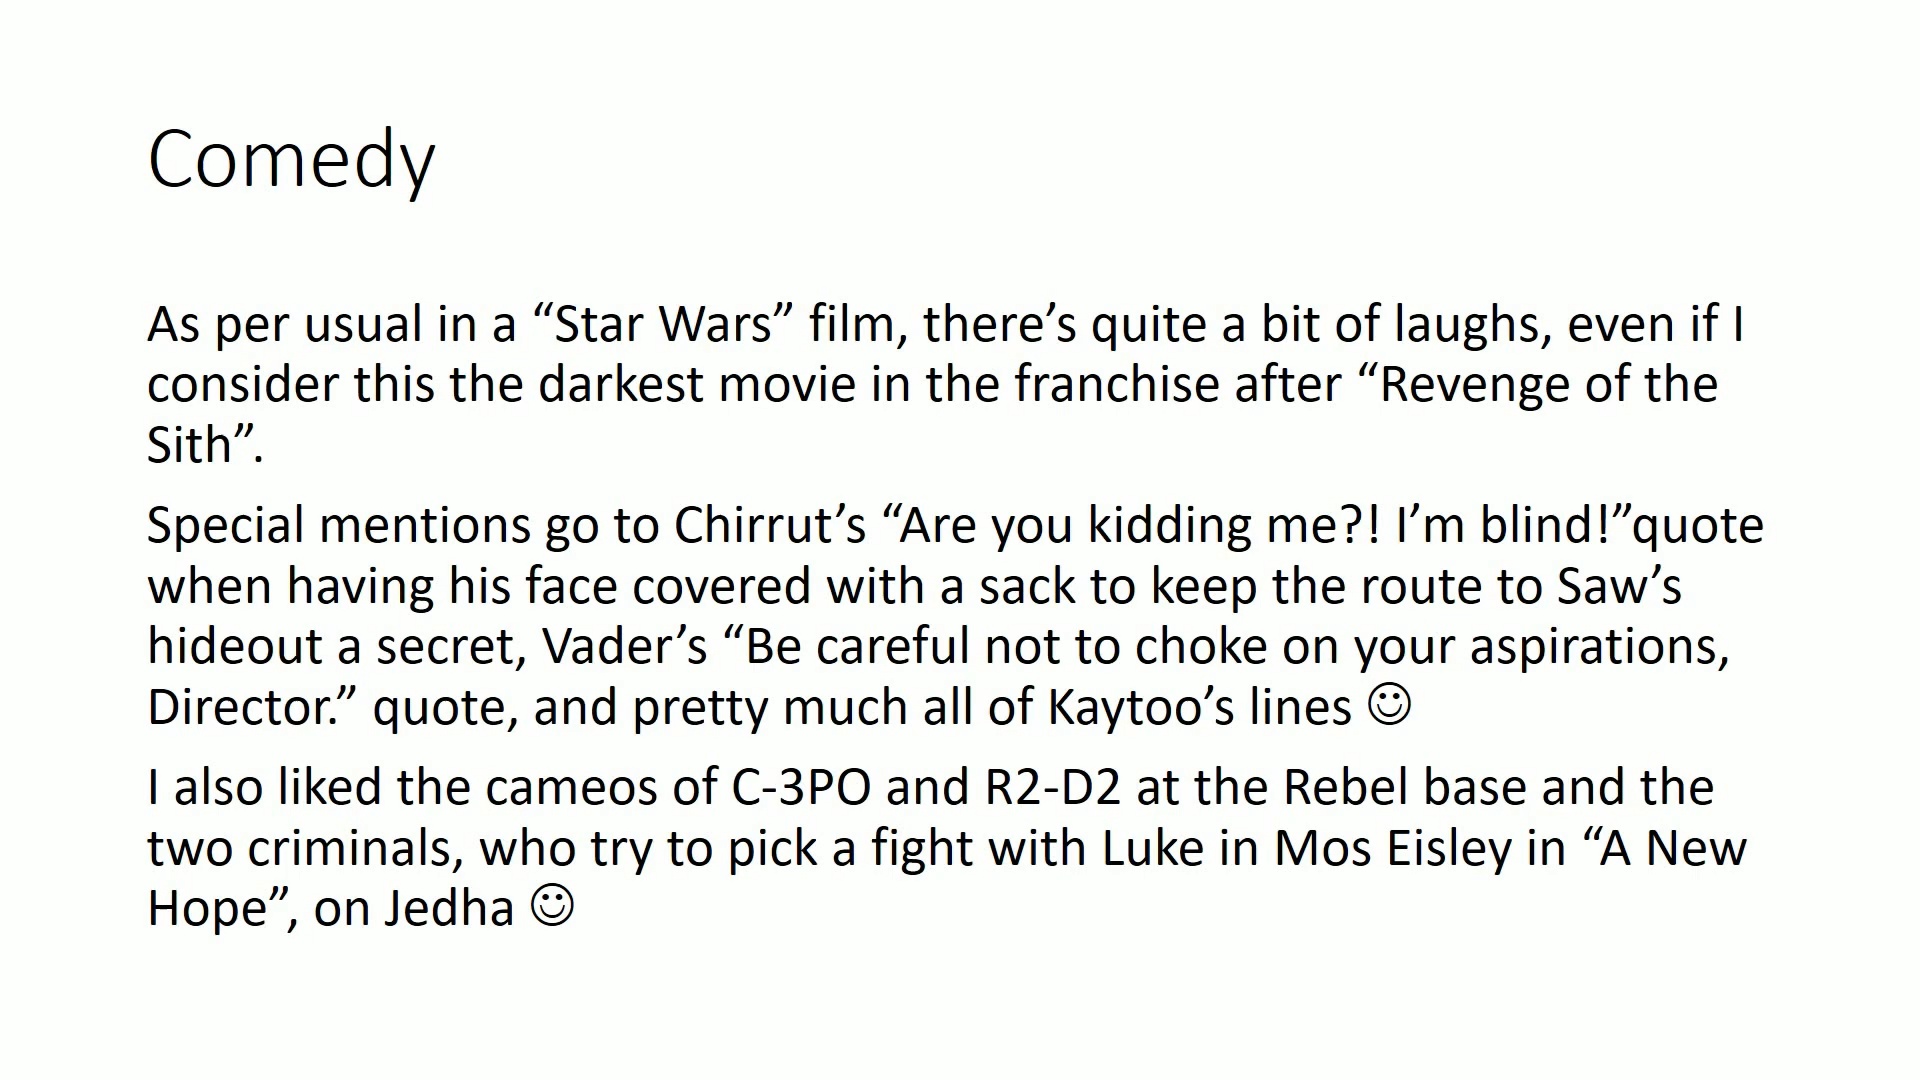 Comedy
As per usual in a “Star Wars” film, there’s quite a bit of laughs, even if I
consider this the darkest movie in the franchise after “Revenge of the
Sith”.
Special mentions go to Chirrut’s “Are you kidding me?! I’m blind!”quote
when having his face covered with a sack to keep the route to Saw’s
hideout a secret, Vader’s “Be careful not to choke on your aspirations,
Director.” quote, and pretty much all of Kaytoo’s lines ☺
I also liked the cameos of C-3PO and R2-D2 at the Rebel base and the
two criminals, who try to pick a fight with Luke in Mos Eisley in “A New
Hope”, on Jedha ☺